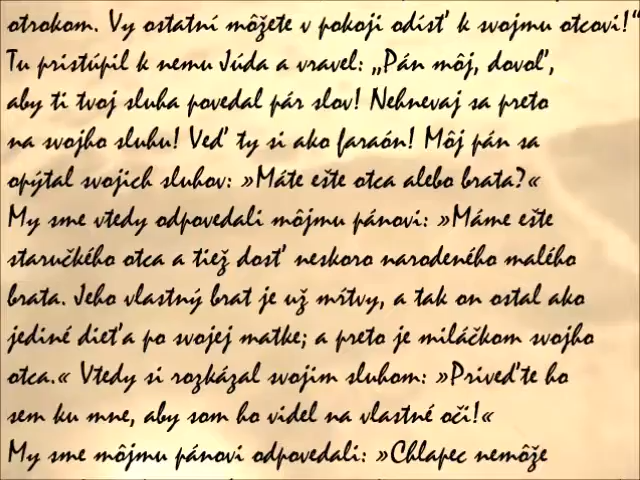 otrokom. Vy ostatní môžete v pokoji odísť k svojmu otcovi!“
Tu pristúpil k nemu Júda a vravel: „Pán môj, dovoľ,
aby ti tvoj sluha povedal pár slov! Nehnevaj sa preto
na svojho sluhu! Veď ty si ako faraón! Môj pán sa
opýtal svojich sluhov: »Máte ešte otca alebo brata?«
My sme vtedy odpovedali môjmu pánovi: »Máme ešte
staručkého otca a tiež dosť neskoro narodeného malého
brata. Jeho vlastný brat je už mŕtvy, a tak on ostal ako
jediné dieťa po svojej matke; a preto je miláčkom svojho
otca.« Vtedy si rozkázal svojim sluhom: »Priveďte ho
sem ku mne, aby som ho videl na vlastné oči!«
My sme môjmu pánovi odpovedali: »Chlapec nemôže